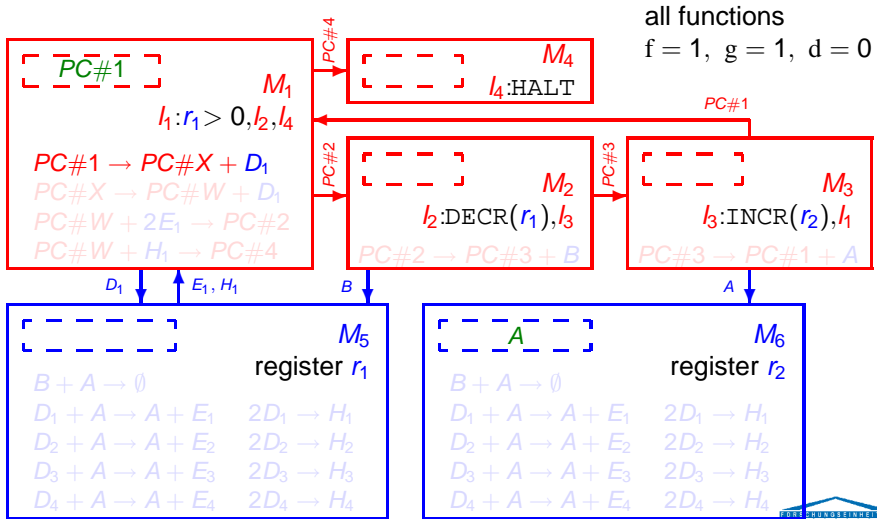 all functions
f = 1, g = 1, d = 0
PC#4
PC#1
M₁
l₁:r₁> 0,l₂,l₄
PC#1 → PC#X + D₁
PC#X → PC#W + D₁
PC#W + 2E₁ → PC#2
PC#W + H₁ → PC#4
M₄
l₄:HALT
PC#1
PC#2
M₂
l₂:DECR(r₁),l₃
PC#2 → PC#3 + B
PC#3
M₃
l₃:INCR(r₂),l₁
PC#3 → PC#1 + A
D₁
E₁, H₁
B
A
M₅
register r₁
B + A → ∅
D₁ + A → A + E₁ 2D₁ → H₁
D₂ + A → A + E₂ 2D₂ → H₂
D₃ + A → A + E₃ 2D₃ → H₃
D₄ + A → A + E₄ 2D₄ → H₄
A
M₆
register r₂
B + A → ∅
D₁ + A → A + E₁ 2D₁ → H₁
D₂ + A → A + E₂ 2D₂ → H₂
D₃ + A → A + E₃ 2D₃ → H₃
D₄ + A → A + E₄ 2D₄ → H₄
FORSCHUNGSEINHEI